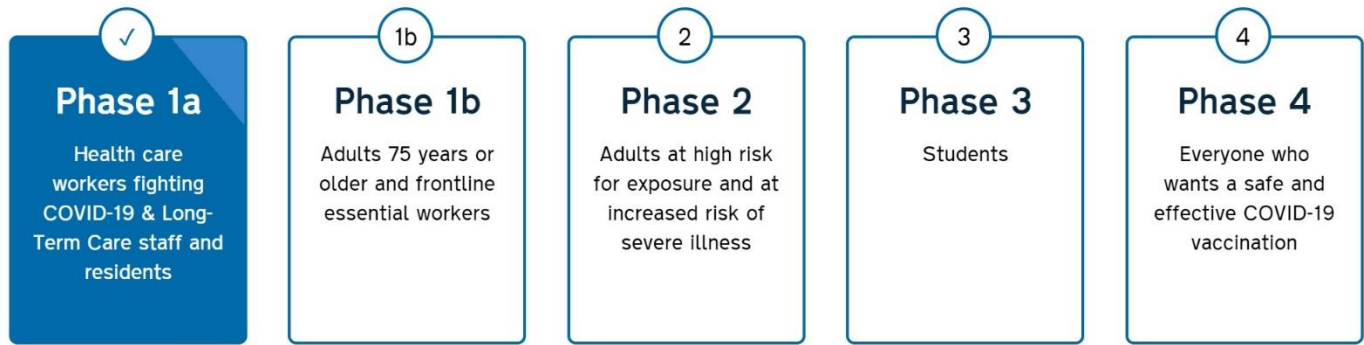 ✓
Phase 1a
Health care
workers fighting
COVID-19 & Long-
Term Care staff and
residents
1b
Phase 1b
Adults 75 years or
older and frontline
essential workers
2
Phase 2
Adults at high risk
for exposure and at
increased risk of
severe illness
3
Phase 3
Students
4
Phase 4
Everyone who
wants a safe and
effective COVID-19
vaccination